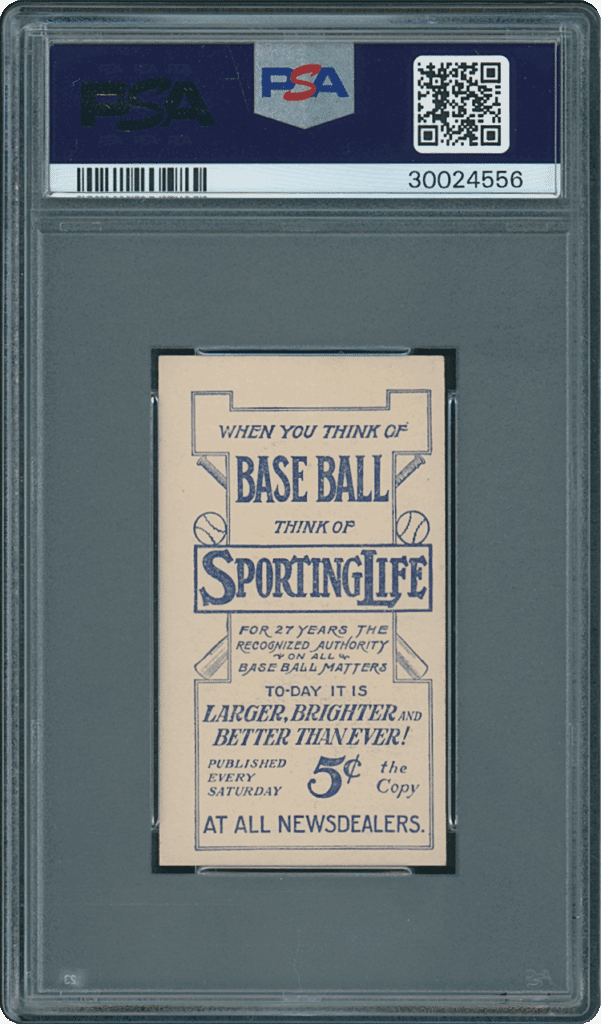 PSA
PSA
30024556
WHEN YOU THINK OF
BASE BALL
THINK OF
SPORTING LIFE
FOR 27 YEARS THE
RECOGNIZED AUTHORITY
ON ALL
BASE BALL MATTERS
TO-DAY IT IS
LARGER, BRIGHTER AND
BETTER THAN EVER!
PUBLISHED
EVERY
SATURDAY
5¢
the
Copy
AT ALL NEWSDEALERS.